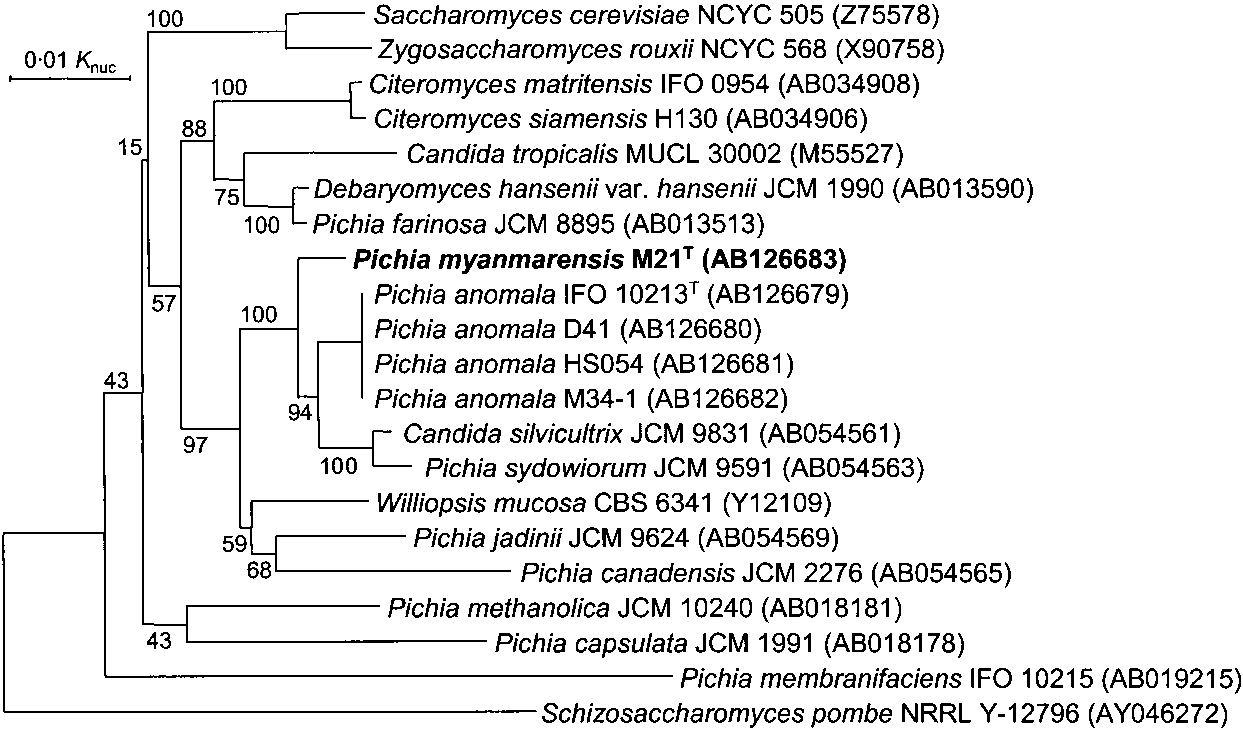 100
Saccharomyces cerevisiae NCYC 505 (Z75578)
Zygosaccharomyces rouxii NCYC 568 (X90758)
0·01 Knuc
100
Citeromyces matritensis IFO 0954 (AB034908)
Citeromyces siamensis H130 (AB034906)
88
15
Candida tropicalis MUCL 30002 (M55527)
75
Debaryomyces hansenii var. hansenii JCM 1990 (AB013590)
100
Pichia farinosa JCM 8895 (AB013513)
Pichia myanmarensis M21ᵀ (AB126683)
57
100
Pichia anomala IFO 10213ᵀ (AB126679)
Pichia anomala D41 (AB126680)
Pichia anomala HS054 (AB126681)
43
Pichia anomala M34-1 (AB126682)
94
Candida silvicultrix JCM 9831 (AB054561)
97
100
Pichia sydowiorum JCM 9591 (AB054563)
Williopsis mucosa CBS 6341 (Y12109)
59
Pichia jadinii JCM 9624 (AB054569)
68
Pichia canadensis JCM 2276 (AB054565)
Pichia methanolica JCM 10240 (AB018181)
43
Pichia capsulata JCM 1991 (AB018178)
Pichia membranifaciens IFO 10215 (AB019215)
Schizosaccharomyces pombe NRRL Y-12796 (AY046272)